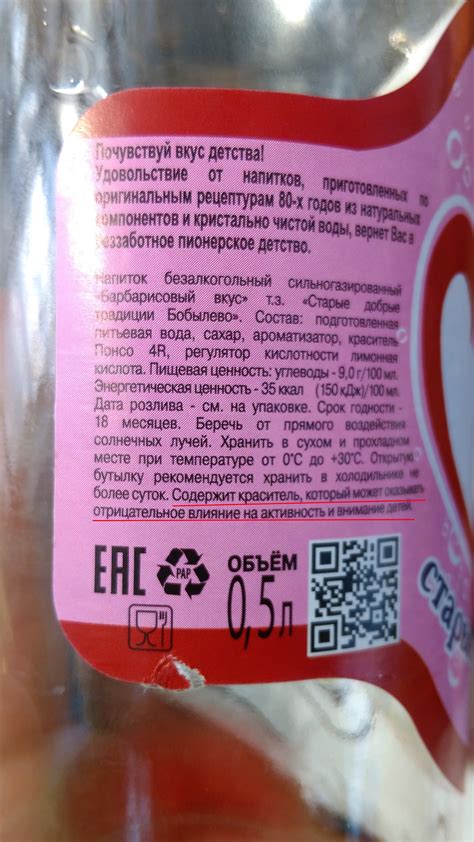 Почувствуй вкус детства!
Удовольствие от напитков, приготовленных по
оригинальным рецептурам 80-х годов из натуральных
компонентов и кристально чистой воды, вернет Вас в
беззаботное пионерское детство.
Напиток безалкогольный сильногазированный
«Барбарисовый вкус» т.з. «Старые добрые
традиции Бобылево». Состав: подготовленная
питьевая вода, сахар, ароматизатор, краситель
Понсо 4R, регулятор кислотности лимонная
кислота. Пищевая ценность: углеводы - 9,0 г/100 мл.
Энергетическая ценность - 35 ккал (150 кДж)/100 мл.
Дата розлива - см. на упаковке. Срок годности -
18 месяцев. Беречь от прямого воздействия
солнечных лучей. Хранить в сухом и прохладном
месте при температуре от 0°С до +30°С. Открытую
бутылку рекомендуется хранить в холодильнике не
более суток. Содержит краситель, который может оказывать
отрицательное влияние на активность и внимание детей.
ЕАС
PAP
ОБЪЁМ
0,5л
Стар